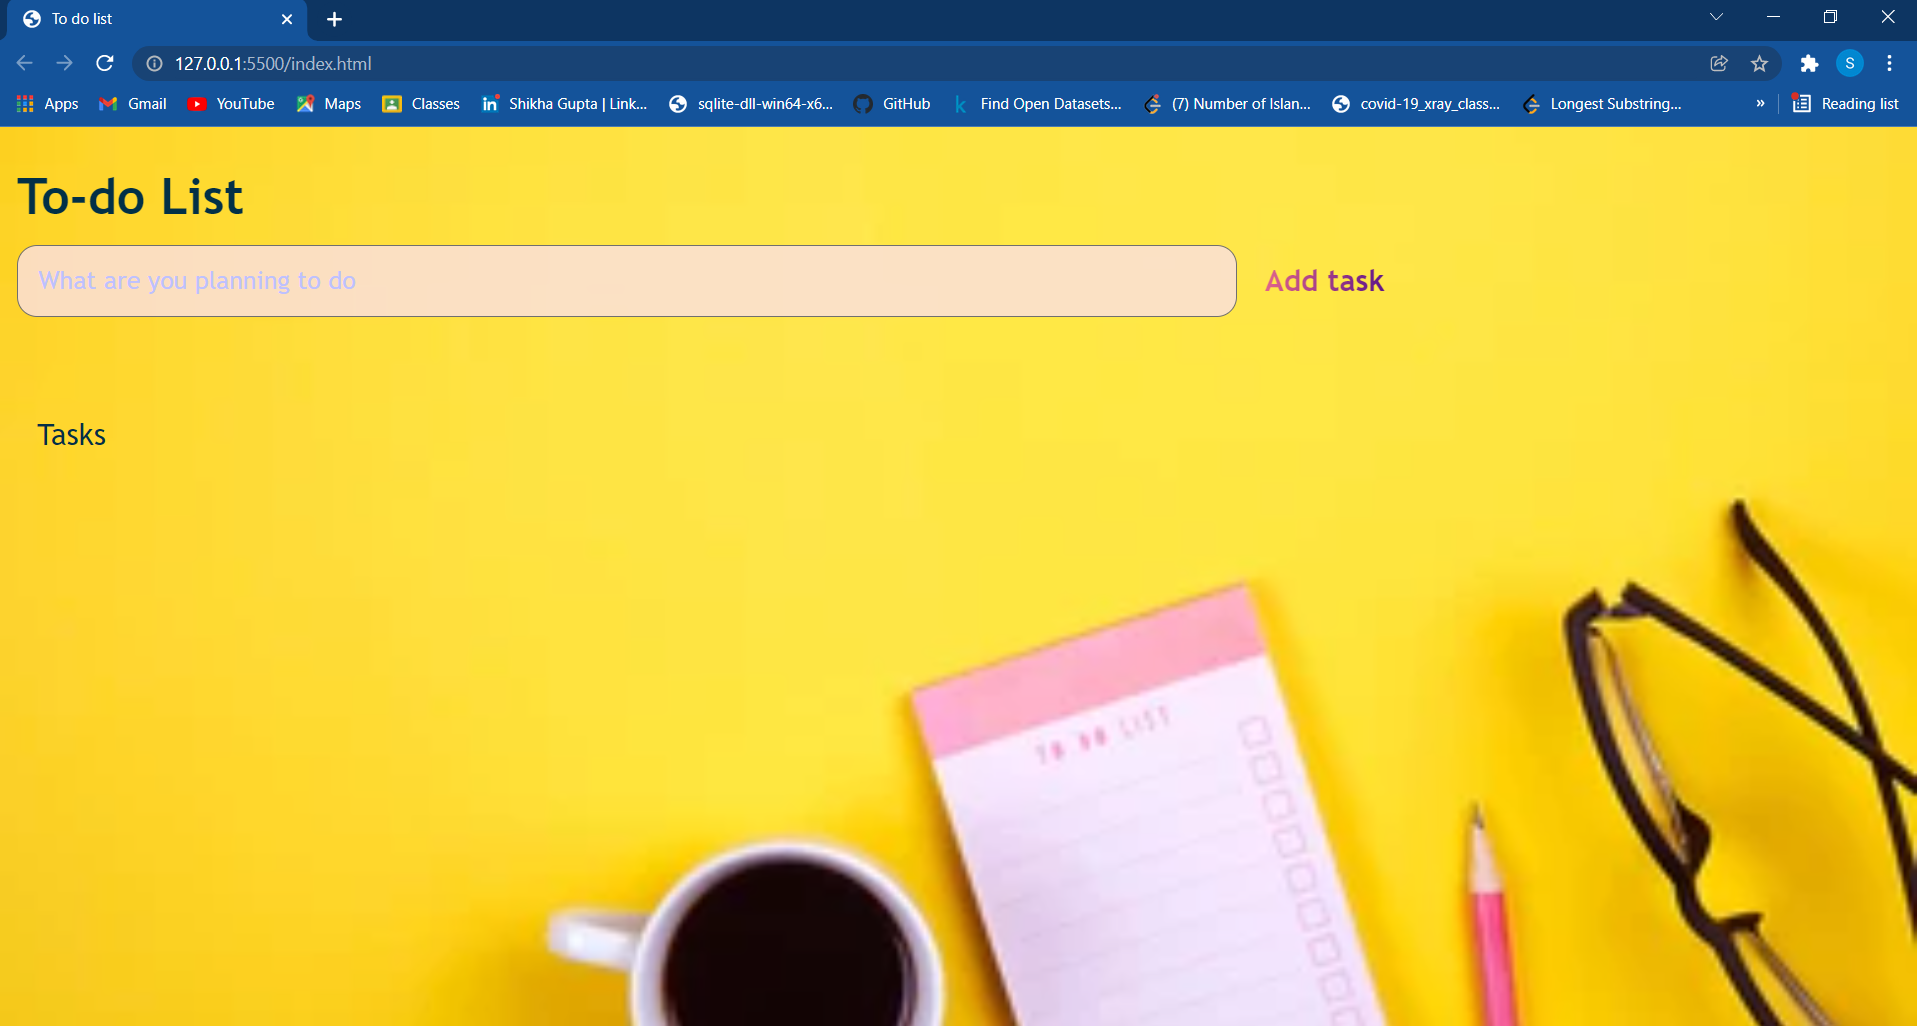 To do list
127.0.0.1:5500/index.html
S
Apps
Gmail
YouTube
Maps
Classes
Shikha Gupta | Link...
sqlite-dll-win64-x6...
GitHub
Find Open Datasets...
(7) Number of Islan...
covid-19_xray_class...
Longest Substring...
»
Reading list
To-do List
What are you planning to do
Add task
Tasks
TO DO LIST